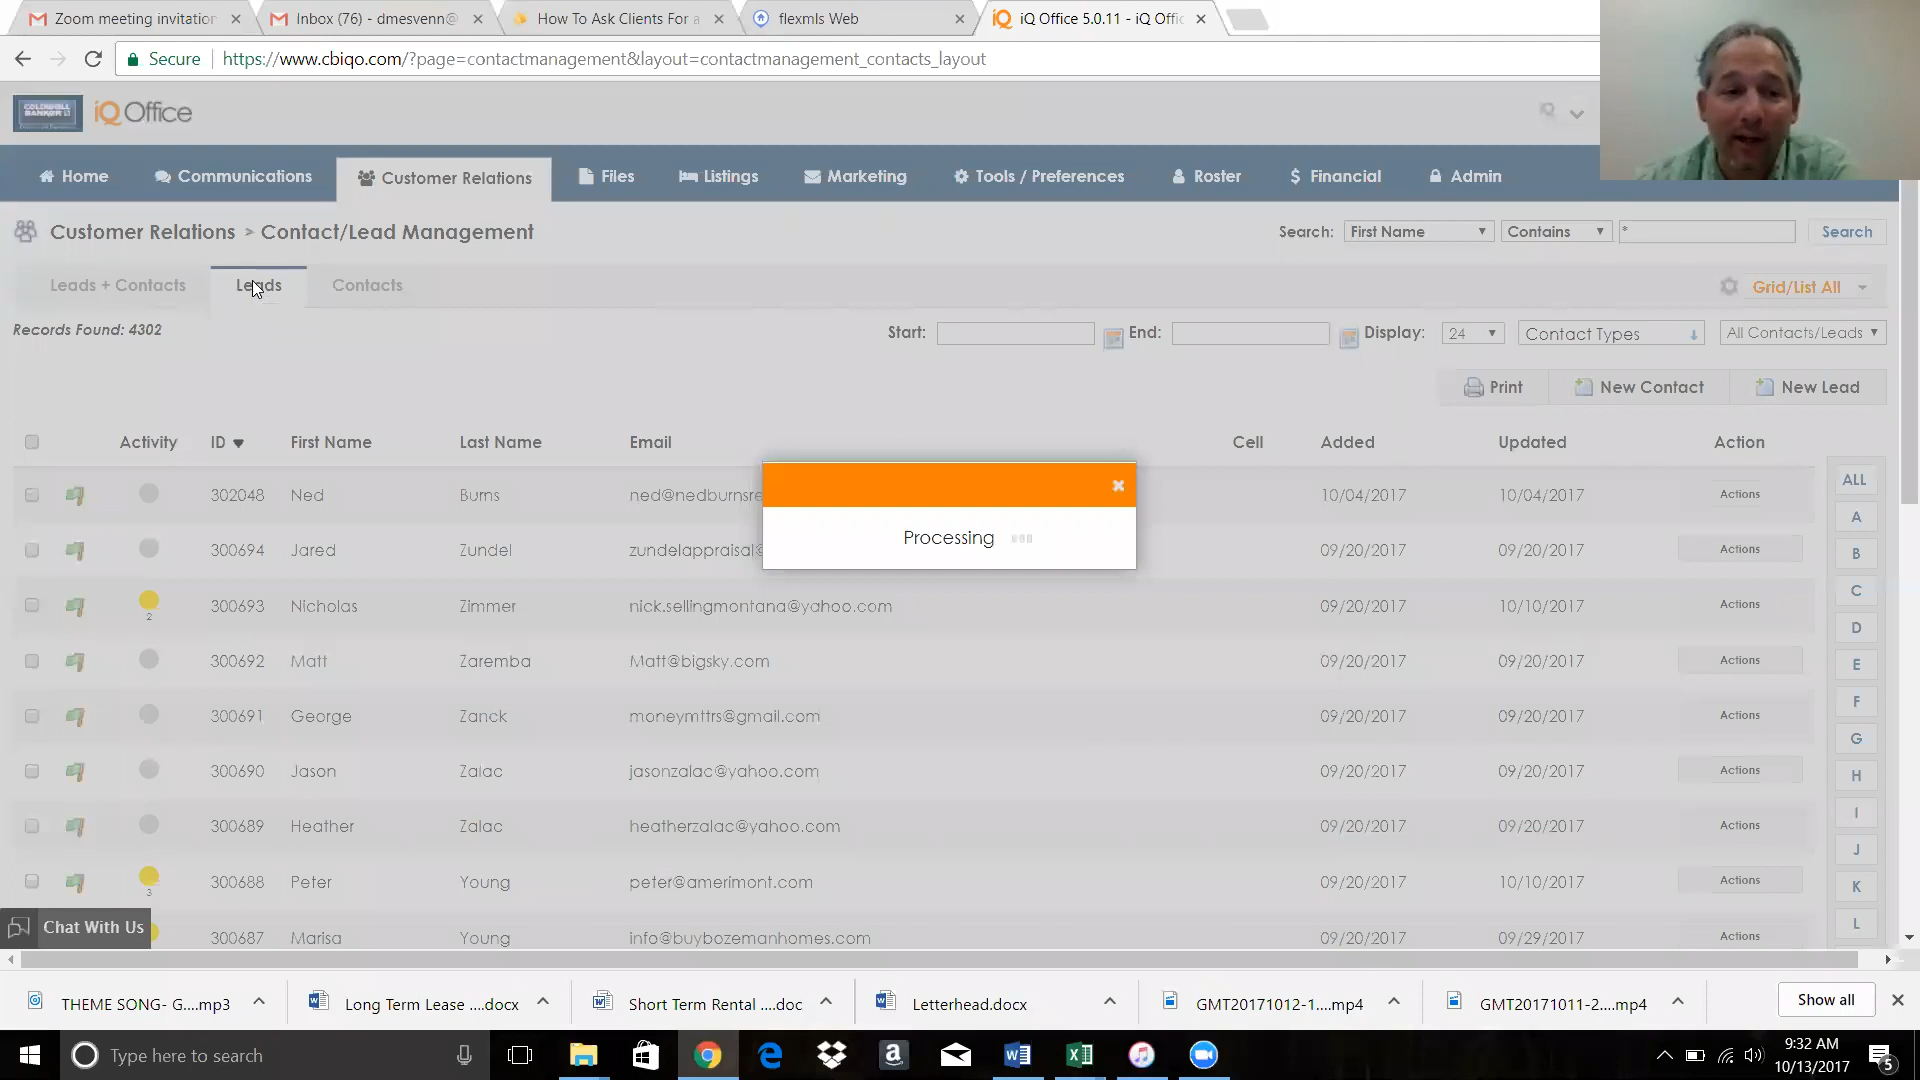 Zoom meeting invitation
Inbox (76) - dmesvenn@
How To Ask Clients For a
flexmls Web
iQ Office 5.0.11 - iQ Offic
Secure
https://www.cbiqo.com/?page=contactmanagement&layout=contactmanagement_contacts_layout
COLDWELL BANKER
iQ Office
Home
Communications
Customer Relations
Files
Listings
Marketing
Tools / Preferences
Roster
$ Financial
Admin
Customer Relations > Contact/Lead Management
Search: First Name Contains * Search
Leads + Contacts
Leads
Contacts
Grid/List All
Records Found: 4302
Start:
End:
Display: 24
Contact Types
All Contacts/Leads
Print
New Contact
New Lead
Activity ID First Name Last Name Email Cell Added Updated Action
302048 Ned Burns ned@nedburnsre 10/04/2017 10/04/2017 Actions
300694 Jared Zundel zundelappraisal@ 09/20/2017 09/20/2017 Actions
300693 Nicholas Zimmer nick.sellingmontana@yahoo.com 09/20/2017 10/10/2017 Actions
2
300692 Matt Zaremba Matt@bigsky.com 09/20/2017 09/20/2017 Actions
300691 George Zanck moneymttrs@gmail.com 09/20/2017 09/20/2017 Actions
300690 Jason Zalac jasonzalac@yahoo.com 09/20/2017 09/20/2017 Actions
300689 Heather Zalac heatherzalac@yahoo.com 09/20/2017 09/20/2017 Actions
300688 Peter Young peter@amerimont.com 09/20/2017 10/10/2017 Actions
3
300687 Marisa Young info@buybozemanhomes.com 09/20/2017 09/29/2017 Actions
Processing
ALL
A
B
C
D
E
F
G
H
I
J
K
L
Chat With Us
THEME SONG- G....mp3
Long Term Lease ....docx
Short Term Rental ....doc
Letterhead.docx
GMT20171012-1....mp4
GMT20171011-2....mp4
Show all
Type here to search
9:32 AM
10/13/2017
5